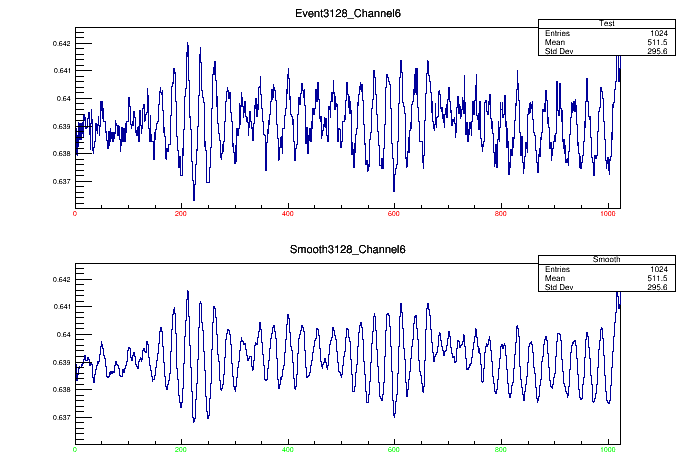 Event3128_Channel6
Test
Entries 1024
Mean 511.5
Std Dev 295.6
0.642
0.641
0.64
0.639
0.638
0.637
0 200 400 600 800 1000
Smooth3128_Channel6
Smooth
Entries 1024
Mean 511.5
Std Dev 295.6
0.642
0.641
0.64
0.639
0.638
0.637
0 200 400 600 800 1000